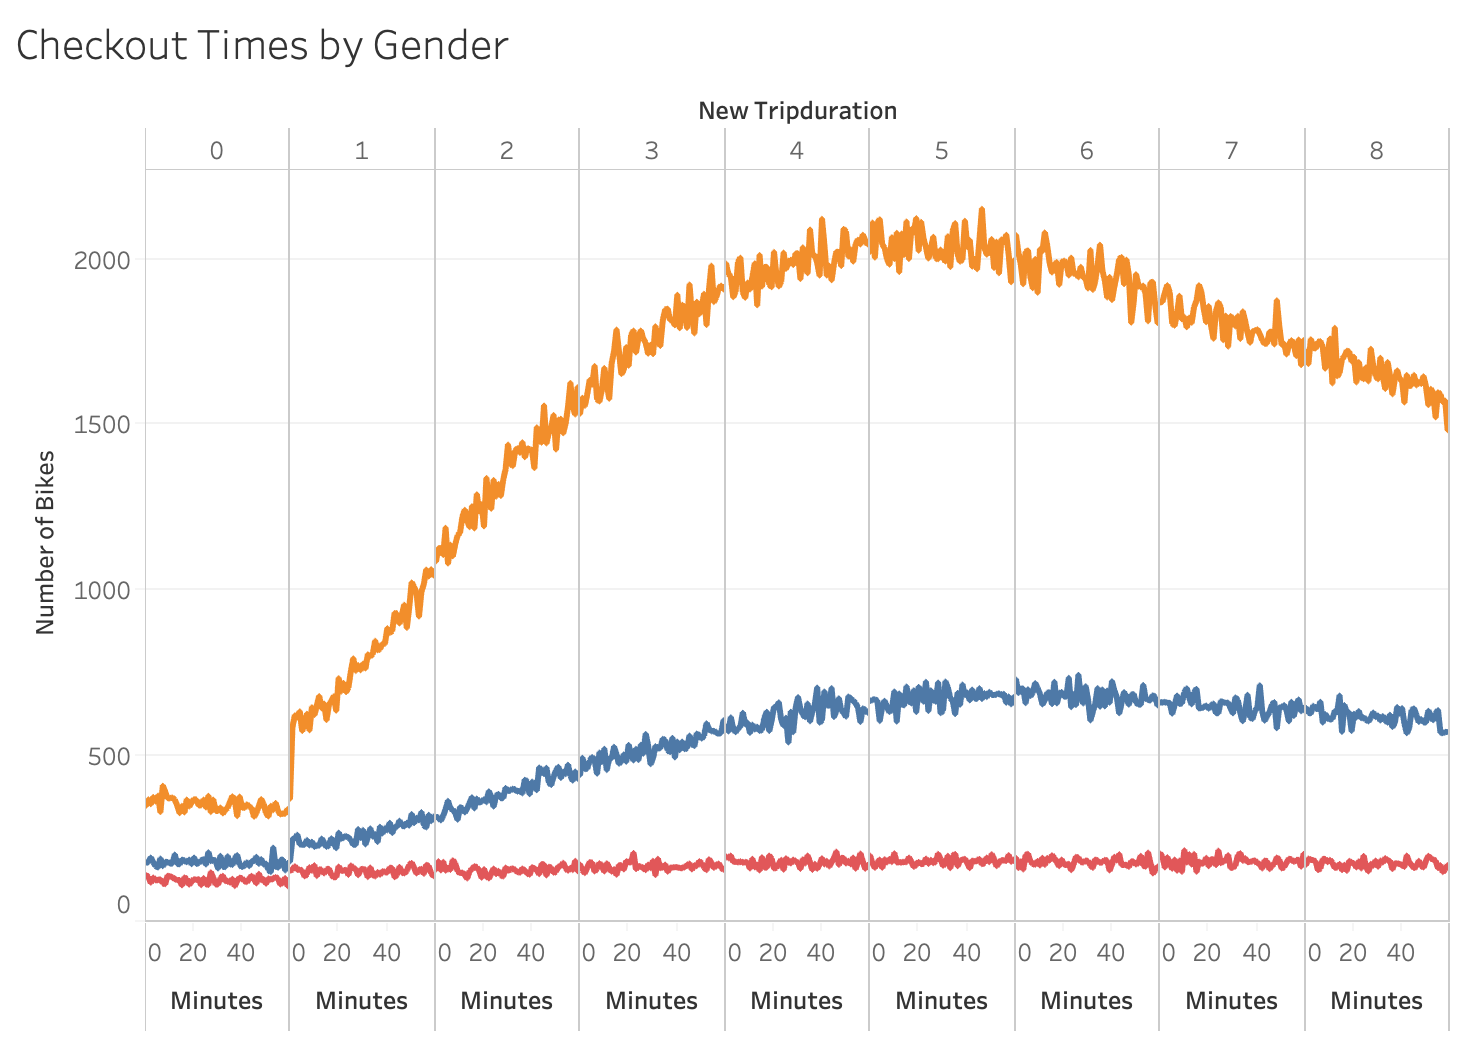 Checkout Times by Gender
New Tripduration
0 1 2 3 4 5 6 7 8
Number of Bikes
2000
1500
1000
500
0
0 20 40 0 20 40 0 20 40 0 20 40 0 20 40 0 20 40 0 20 40 0 20 40 0 20 40
Minutes Minutes Minutes Minutes Minutes Minutes Minutes Minutes Minutes